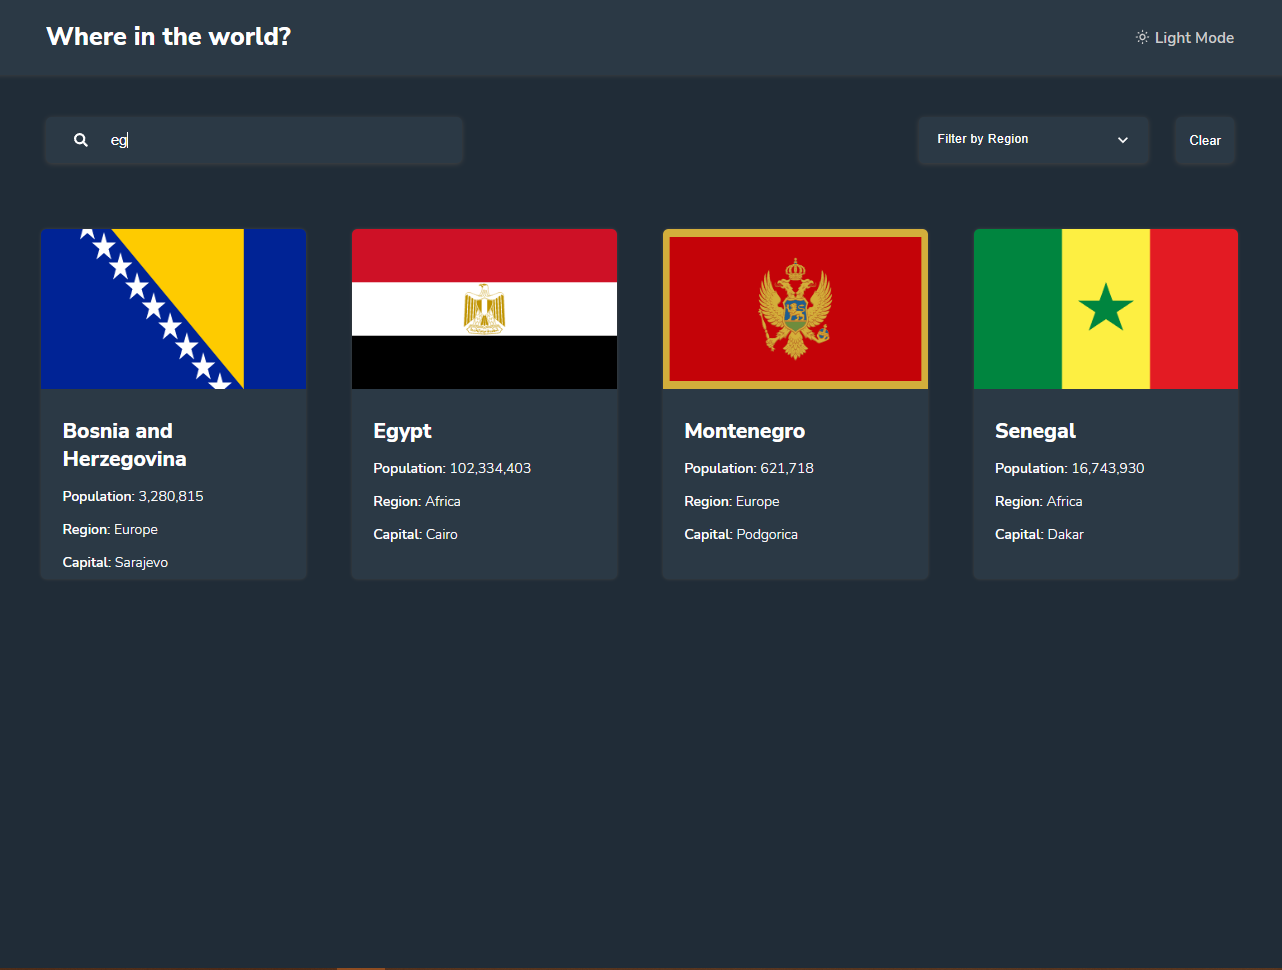 Where in the world?
Light Mode
eg
Filter by Region
Clear
Bosnia and
Herzegovina
Population: 3,280,815
Region: Europe
Capital: Sarajevo
Egypt
Population: 102,334,403
Region: Africa
Capital: Cairo
Montenegro
Population: 621,718
Region: Europe
Capital: Podgorica
Senegal
Population: 16,743,930
Region: Africa
Capital: Dakar